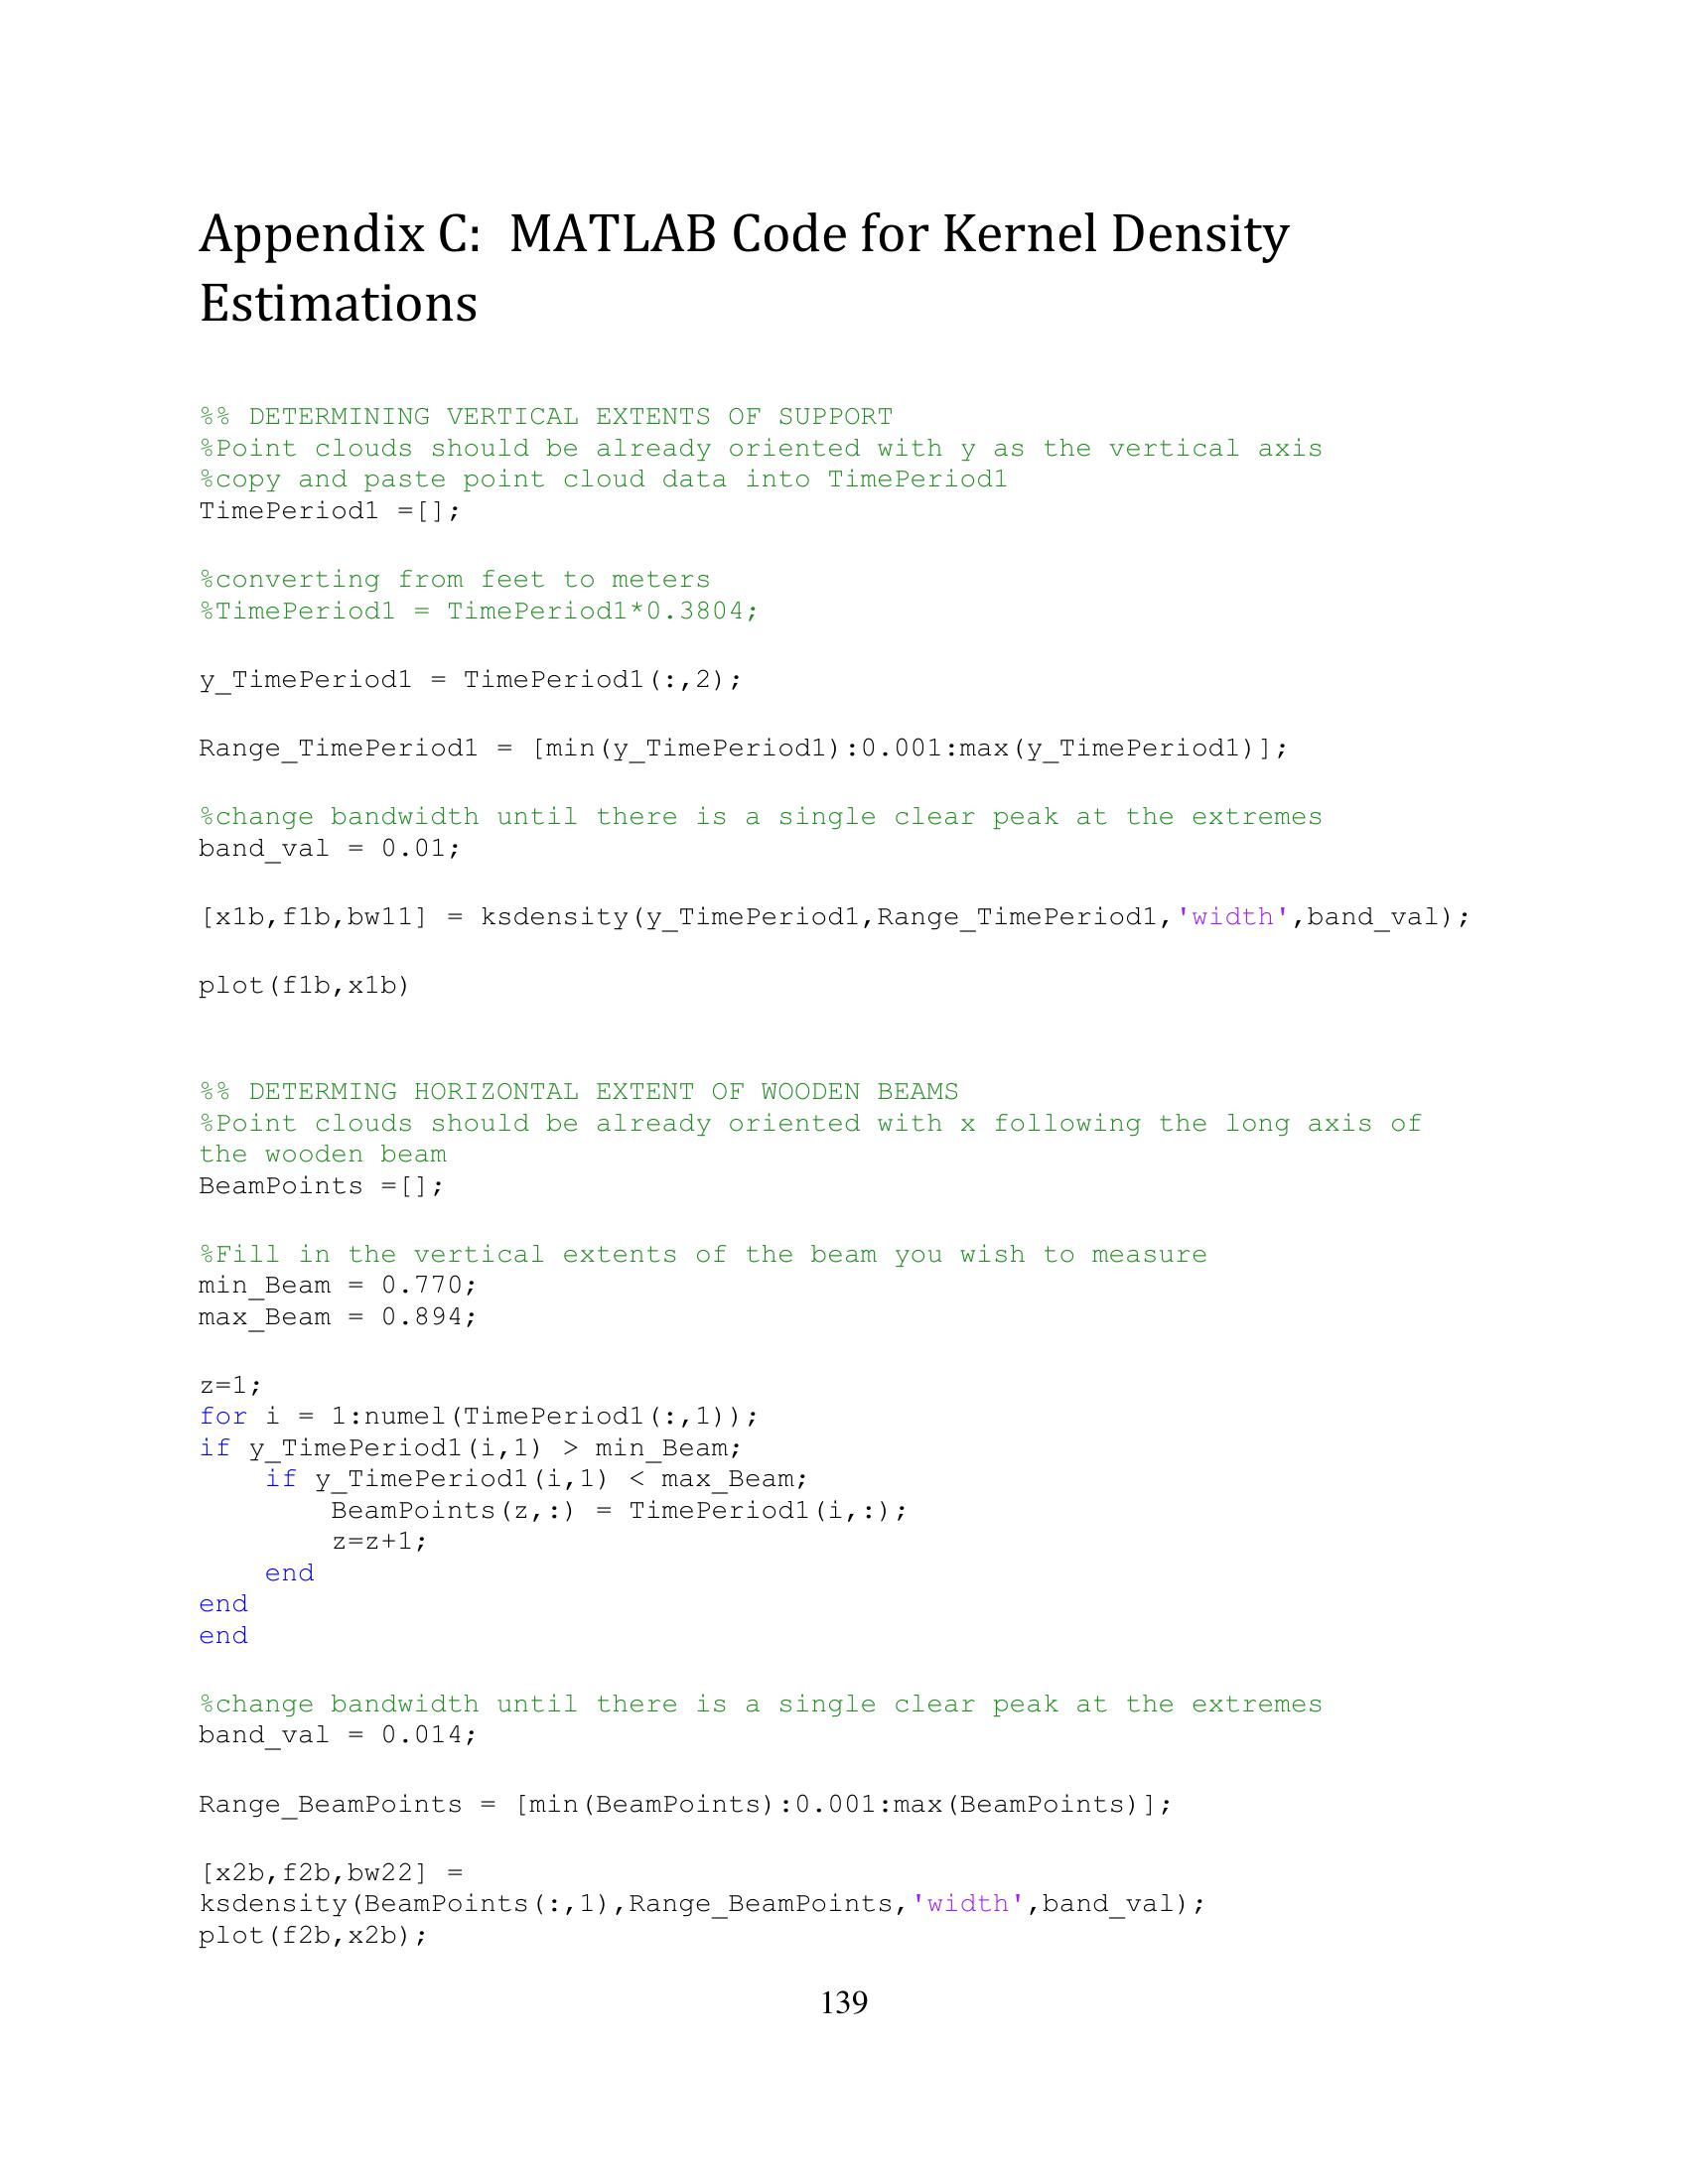 Appendix C:  MATLAB Code for Kernel Density
Estimations
%% DETERMINING VERTICAL EXTENTS OF SUPPORT
%Point clouds should be already oriented with y as the vertical axis
%copy and paste point cloud data into TimePeriod1
TimePeriod1 =[];
%converting from feet to meters
%TimePeriod1 = TimePeriod1*0.3804;
y_TimePeriod1 = TimePeriod1(:,2);
Range_TimePeriod1 = [min(y_TimePeriod1):0.001:max(y_TimePeriod1)];
%change bandwidth until there is a single clear peak at the extremes
band_val = 0.01;
[x1b,f1b,bw11] = ksdensity(y_TimePeriod1,Range_TimePeriod1,'width',band_val);
plot(f1b,x1b)
%% DETERMING HORIZONTAL EXTENT OF WOODEN BEAMS
%Point clouds should be already oriented with x following the long axis of
the wooden beam
BeamPoints =[];
%Fill in the vertical extents of the beam you wish to measure
min_Beam = 0.770;
max_Beam = 0.894;
z=1;
for i = 1:numel(TimePeriod1(:,1));
if y_TimePeriod1(i,1) > min_Beam;
    if y_TimePeriod1(i,1) < max_Beam;
        BeamPoints(z,:) = TimePeriod1(i,:);
        z=z+1;
    end
end
end
%change bandwidth until there is a single clear peak at the extremes
band_val = 0.014;
Range_BeamPoints = [min(BeamPoints):0.001:max(BeamPoints)];
[x2b,f2b,bw22] =
ksdensity(BeamPoints(:,1),Range_BeamPoints,'width',band_val);
plot(f2b,x2b);
139